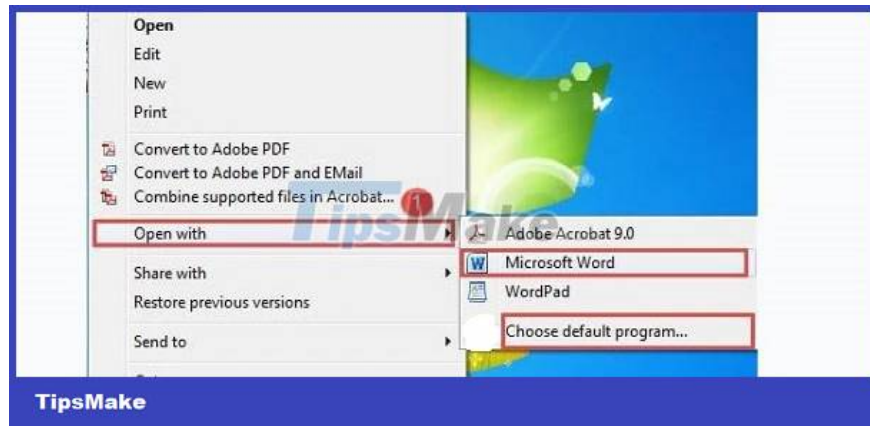 Open
Edit
New
Print
Convert to Adobe PDF
Convert to Adobe PDF and EMail
Combine supported files in Acrobat...
1
TipsMake
Open with
Adobe Acrobat 9.0
Microsoft Word
WordPad
Choose default program...
Share with
Restore previous versions
Send to
TipsMake